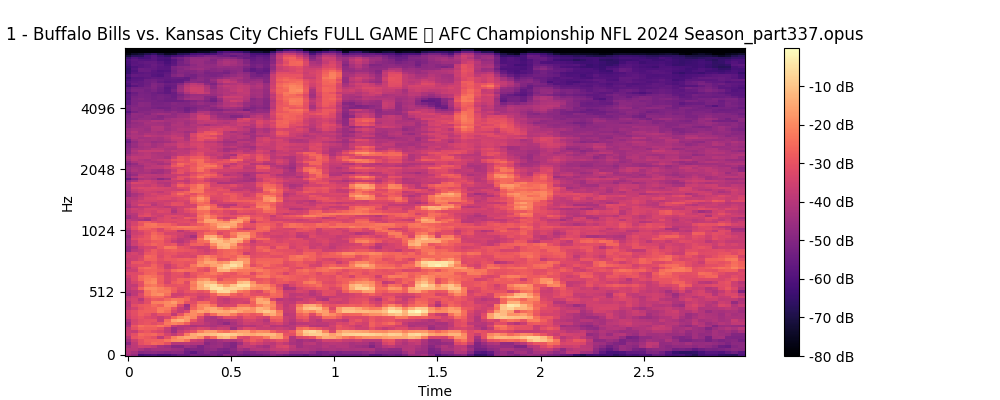 1 - Buffalo Bills vs. Kansas City Chiefs FULL GAME ▯ AFC Championship NFL 2024 Season_part337.opus
Hz
4096
2048
1024
512
0
0 0.5 1 1.5 2 2.5
Time
-10 dB
-20 dB
-30 dB
-40 dB
-50 dB
-60 dB
-70 dB
-80 dB